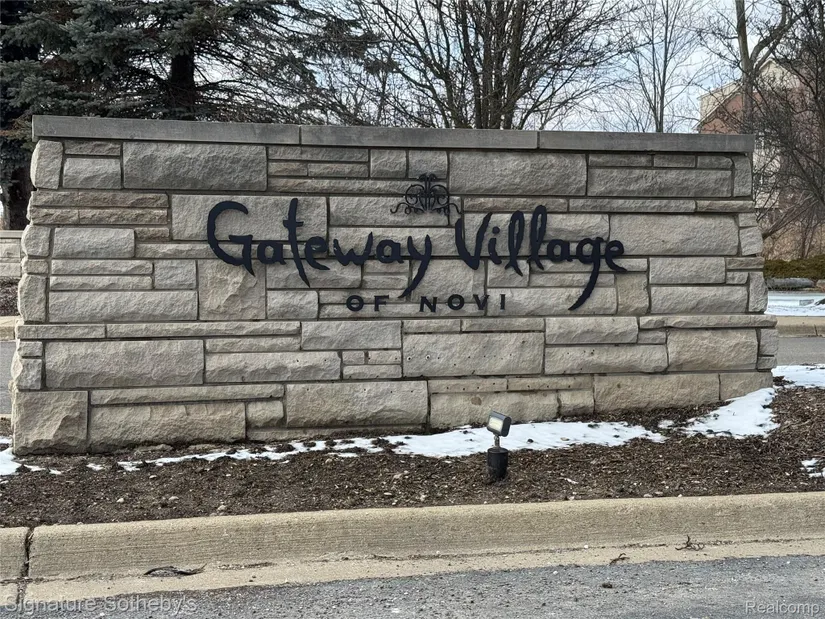 Gateway Village
OF NOVI
Signature Sotheby's
Realcomp